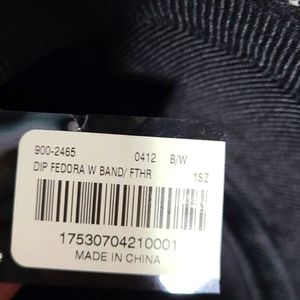 900-2465 0412 B/W
DIP FEDORA W BAND/ FTHR 1SZ
17530704210001
MADE IN CHINA